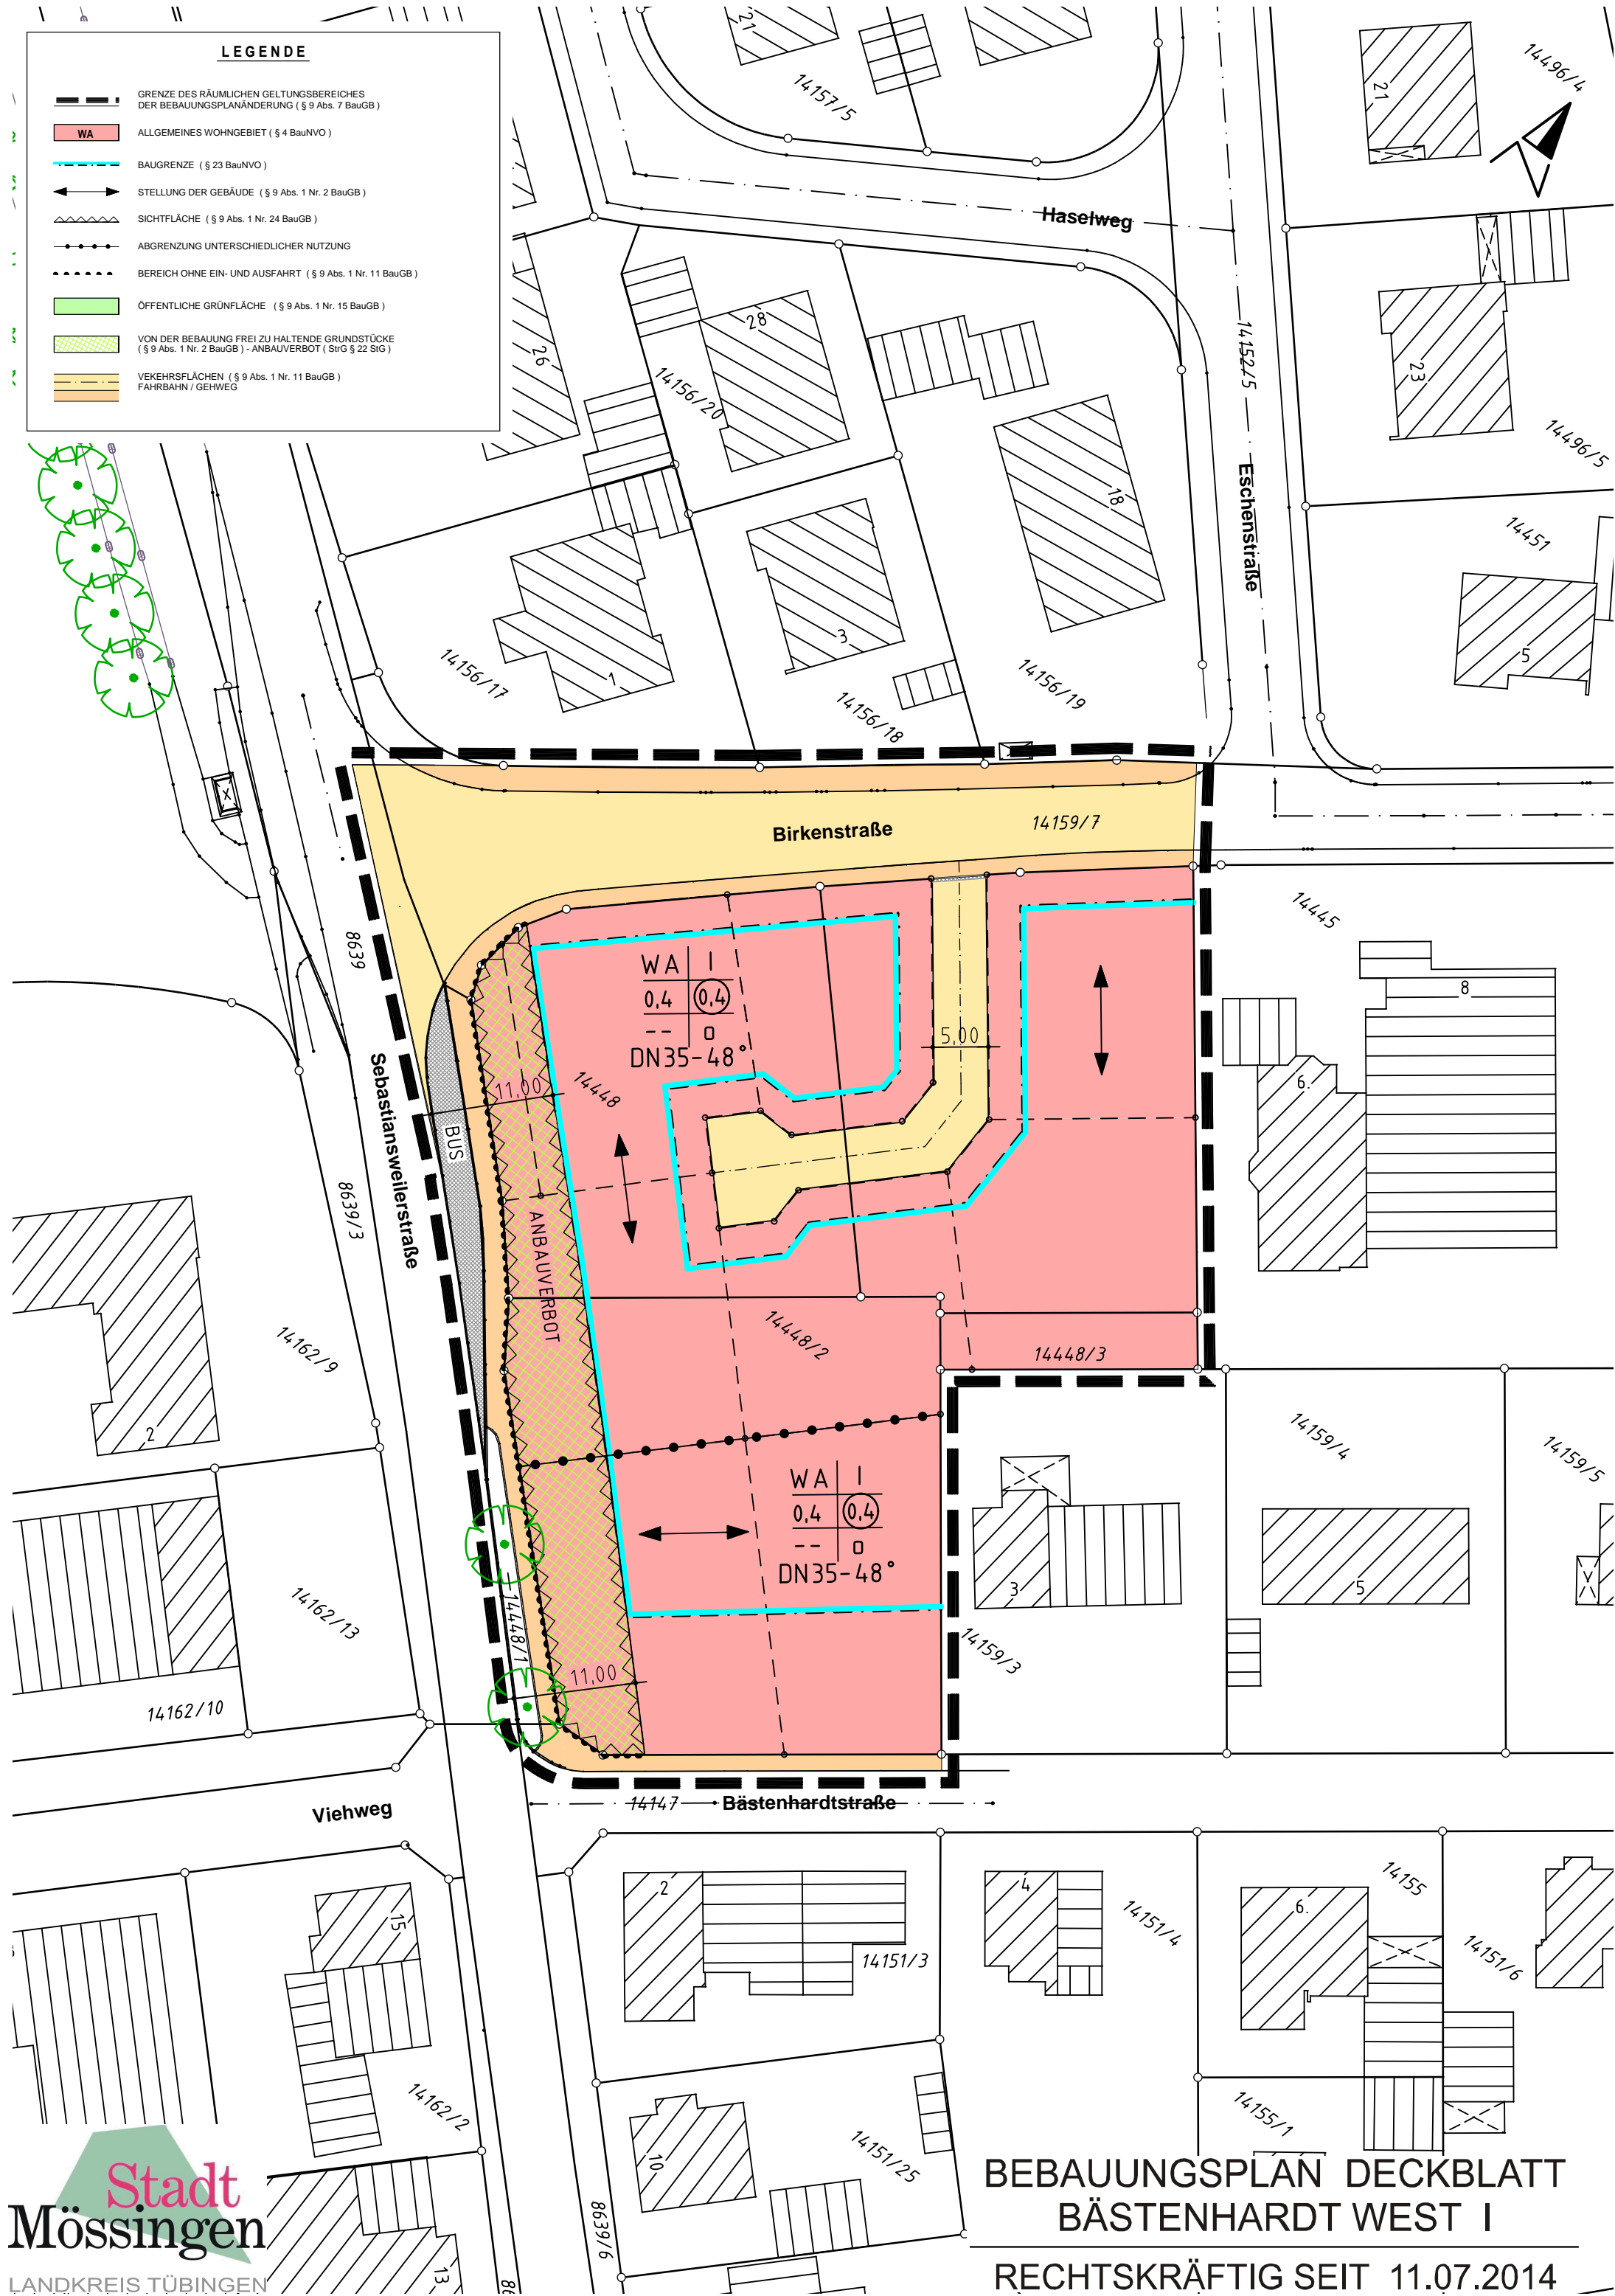 LEGENDE
GRENZE DES RÄUMLICHEN GELTUNGSBEREICHES
DER BEBAUUNGSPLANÄNDERUNG ( § 9 Abs. 7 BauGB )
WA
ALLGEMEINES WOHNGEBIET ( § 4 BauNVO )
BAUGRENZE ( § 23 BauNVO )
STELLUNG DER GEBÄUDE ( § 9 Abs. 1 Nr. 2 BauGB )
SICHTFLÄCHE ( § 9 Abs. 1 Nr. 24 BauGB )
ABGRENZUNG UNTERSCHIEDLICHER NUTZUNG
BEREICH OHNE EIN- UND AUSFAHRT ( § 9 Abs. 1 Nr. 11 BauGB )
ÖFFENTLICHE GRÜNFLÄCHE ( § 9 Abs. 1 Nr. 15 BauGB )
VON DER BEBAUUNG FREI ZU HALTENDE GRUNDSTÜCKE
( § 9 Abs. 1 Nr. 2 BauGB ) - ANBAUVERBOT ( StrG § 22 StG )
VEKEHRSFLÄCHEN ( § 9 Abs. 1 Nr. 11 BauGB )
FAHRBAHN / GEHWEG
21
14157/5
21
14496/4
Haselweg
28
26
14156/20
14152/5
23
14496/5
18
Eschenstraße
14451
5
3
1
14156/17
14156/18
14156/19
Birkenstraße
14159/7
14445
8639
WA I
0,4 0,4
-- o
DN35-48°
5,00
8
6.
11,00
14448
BUS
Sebastiansweilerstraße
8639/3
ANBAUVERBOT
14448/2
14448/3
14162/9
2
14159/4
14159/5
WA I
0,4 0,4
-- o
DN35-48°
3
5
14162/13
14448/1
14159/3
11,00
14162/10
Viehweg
14147
Bästenhardtstraße
2
4
6.
14155
15
14151/3
14151/4
14151/6
14162/2
14155/1
10
14151/25
8639/6
13
Stadt
Mössingen
LANDKREIS TÜBINGEN
BEBAUUNGSPLAN DECKBLATT
BÄSTENHARDT WEST I
RECHTSKRÄFTIG SEIT 11.07.2014